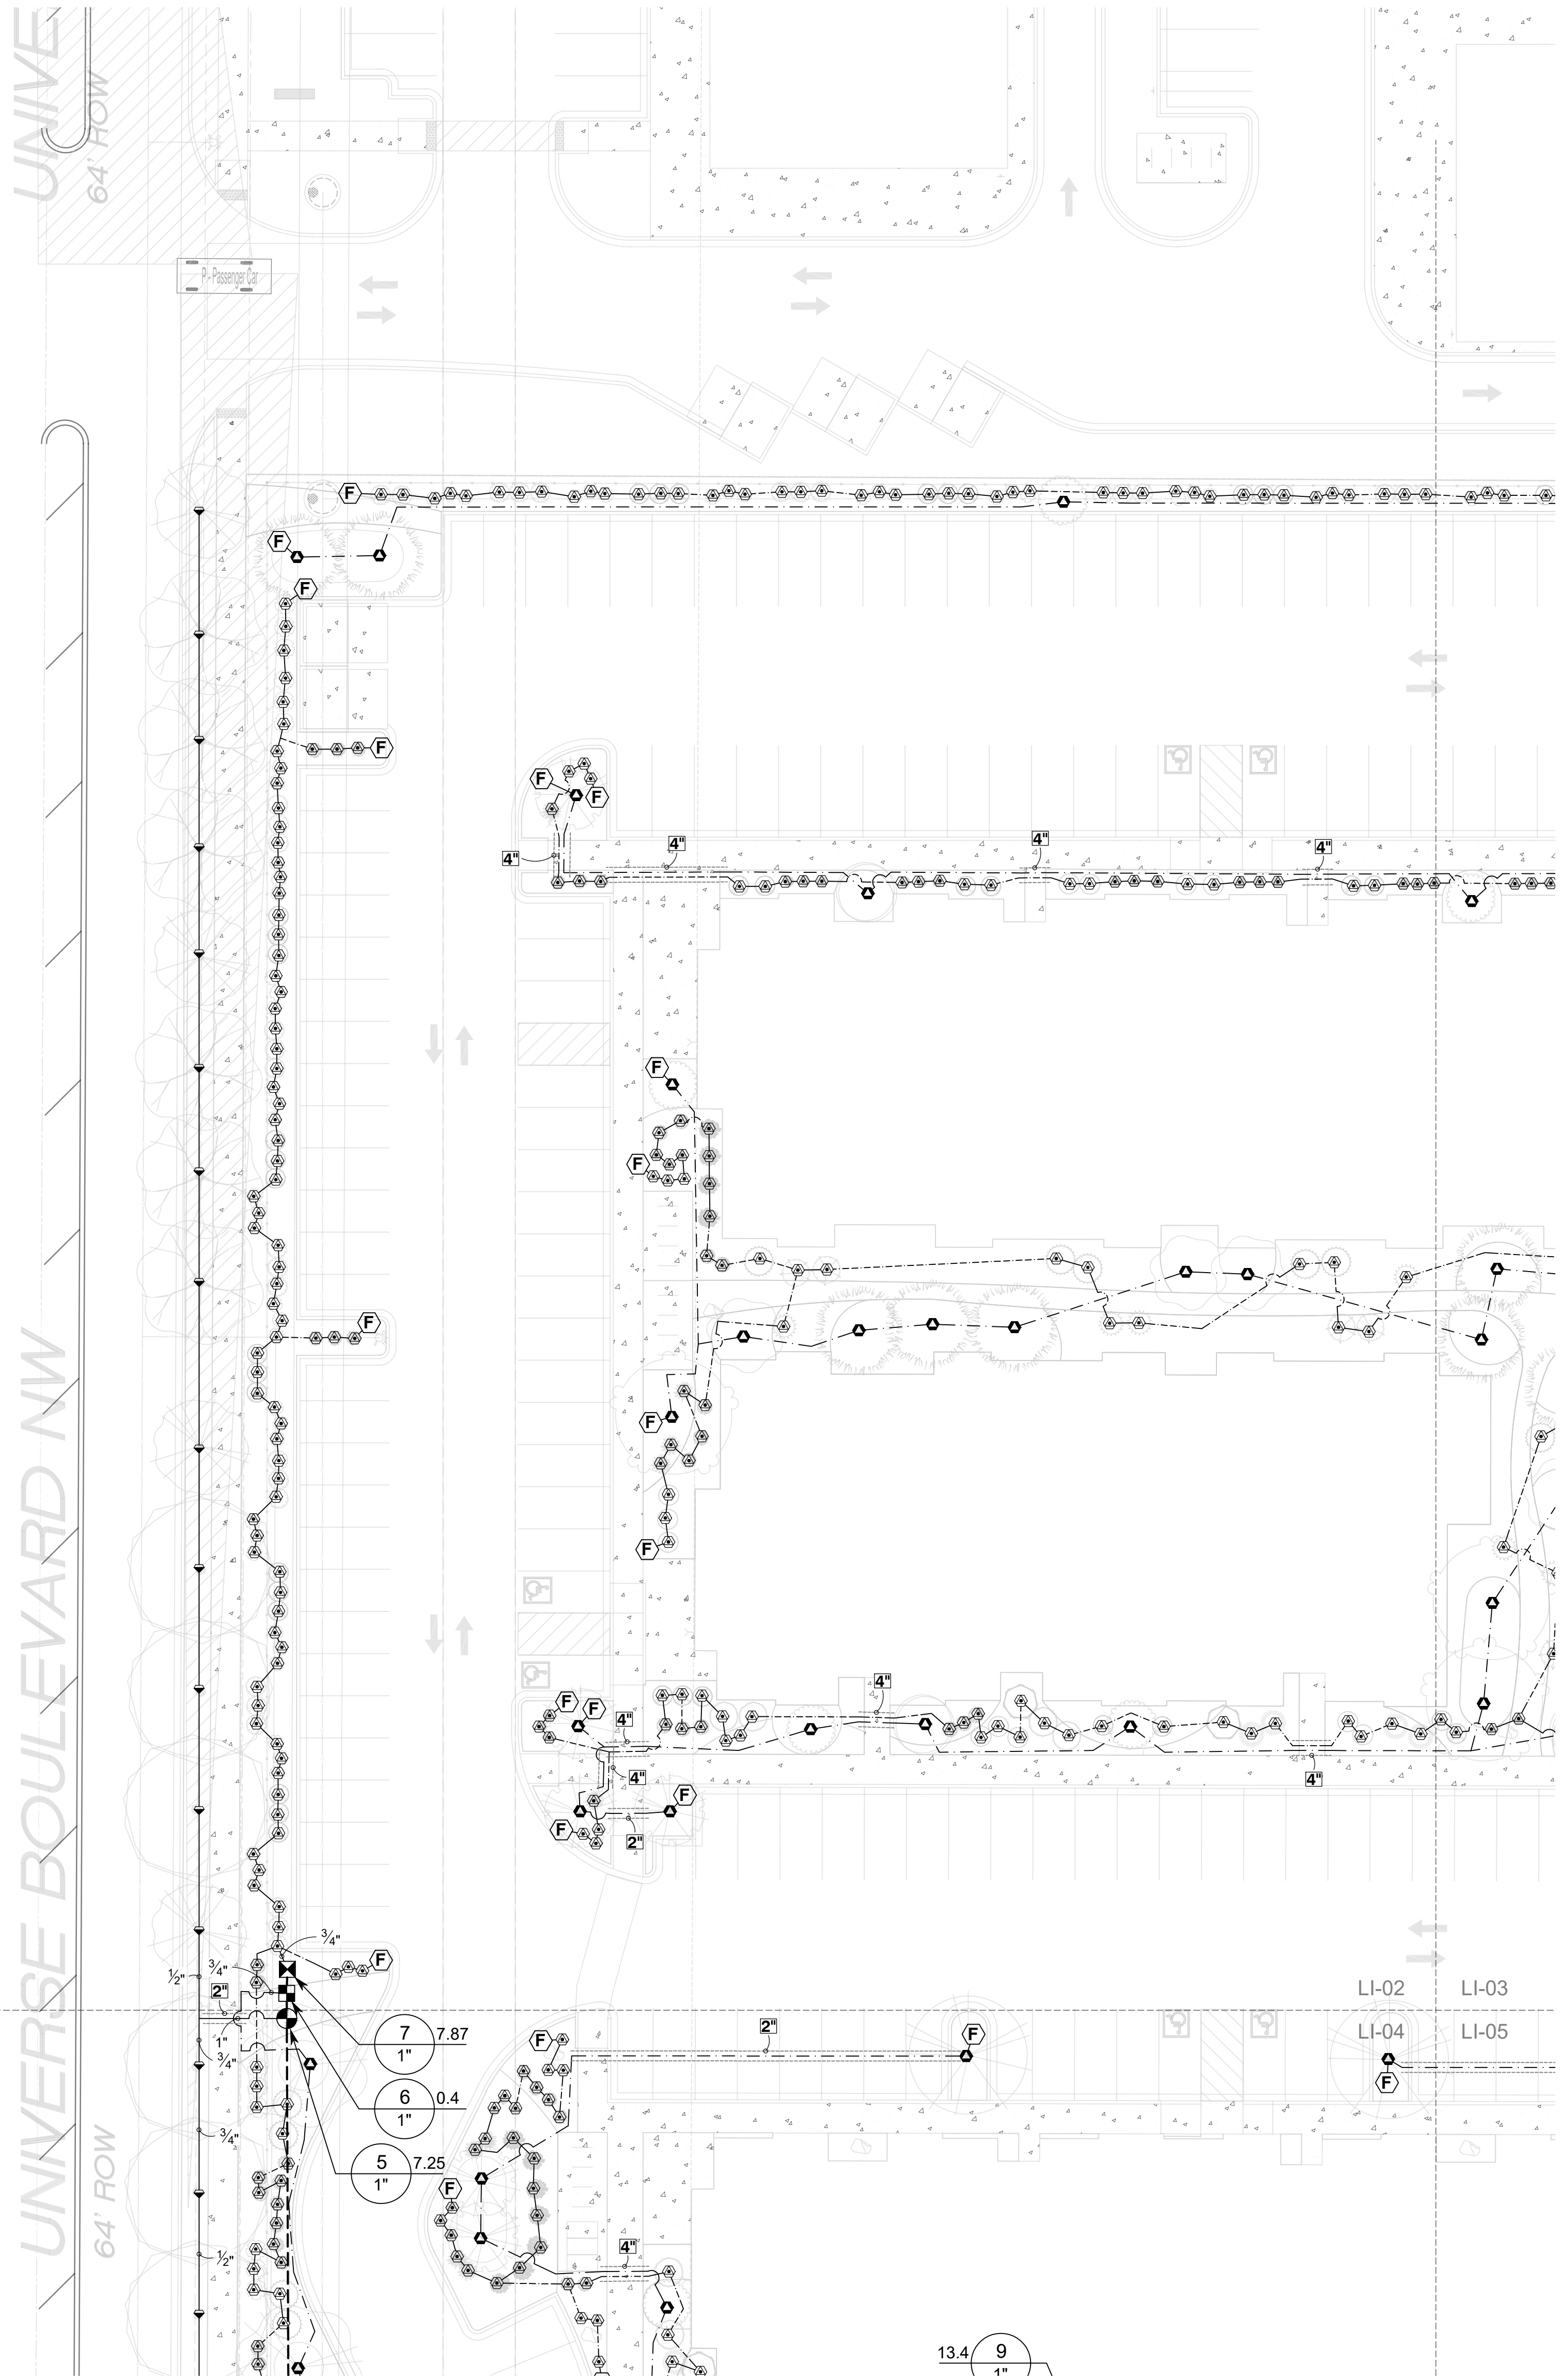 UNIVE
64' ROW
P - Passenger Car
F
F
F
F
F
F
4"
4"
4"
4"
F
F
F
F
F
UNIVERSE BOULEVARD NW
64' ROW
F
F
4"
4"
4"
F
4"
F
2"
3/4"
F
3/4"
1/2"
2"
LI-02
LI-03
LI-04
LI-05
7
7.87
1"
6
0.4
1"
5
7.25
1"
1"
3/4"
3/4"
1/2"
F
2"
F
F
F
4"
13.4
9
1"